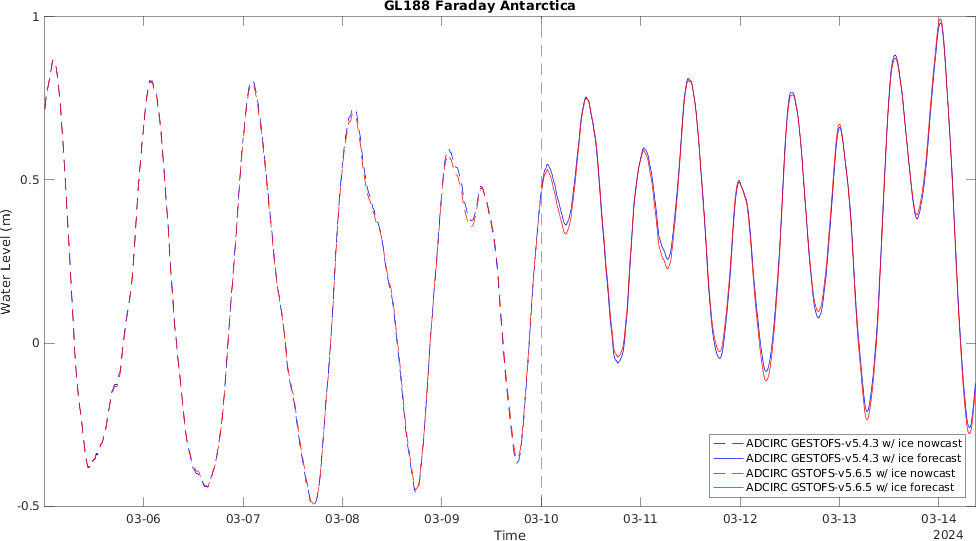 GL188 Faraday Antarctica
1
0.5
0
-0.5
Water Level (m)
03-06 03-07 03-08 03-09 03-10 03-11 03-12 03-13 03-14
2024
Time
ADCIRC GESTOFS-v5.4.3 w/ ice nowcast
ADCIRC GESTOFS-v5.4.3 w/ ice forecast
ADCIRC GSTOFS-v5.6.5 w/ ice nowcast
ADCIRC GSTOFS-v5.6.5 w/ ice forecast